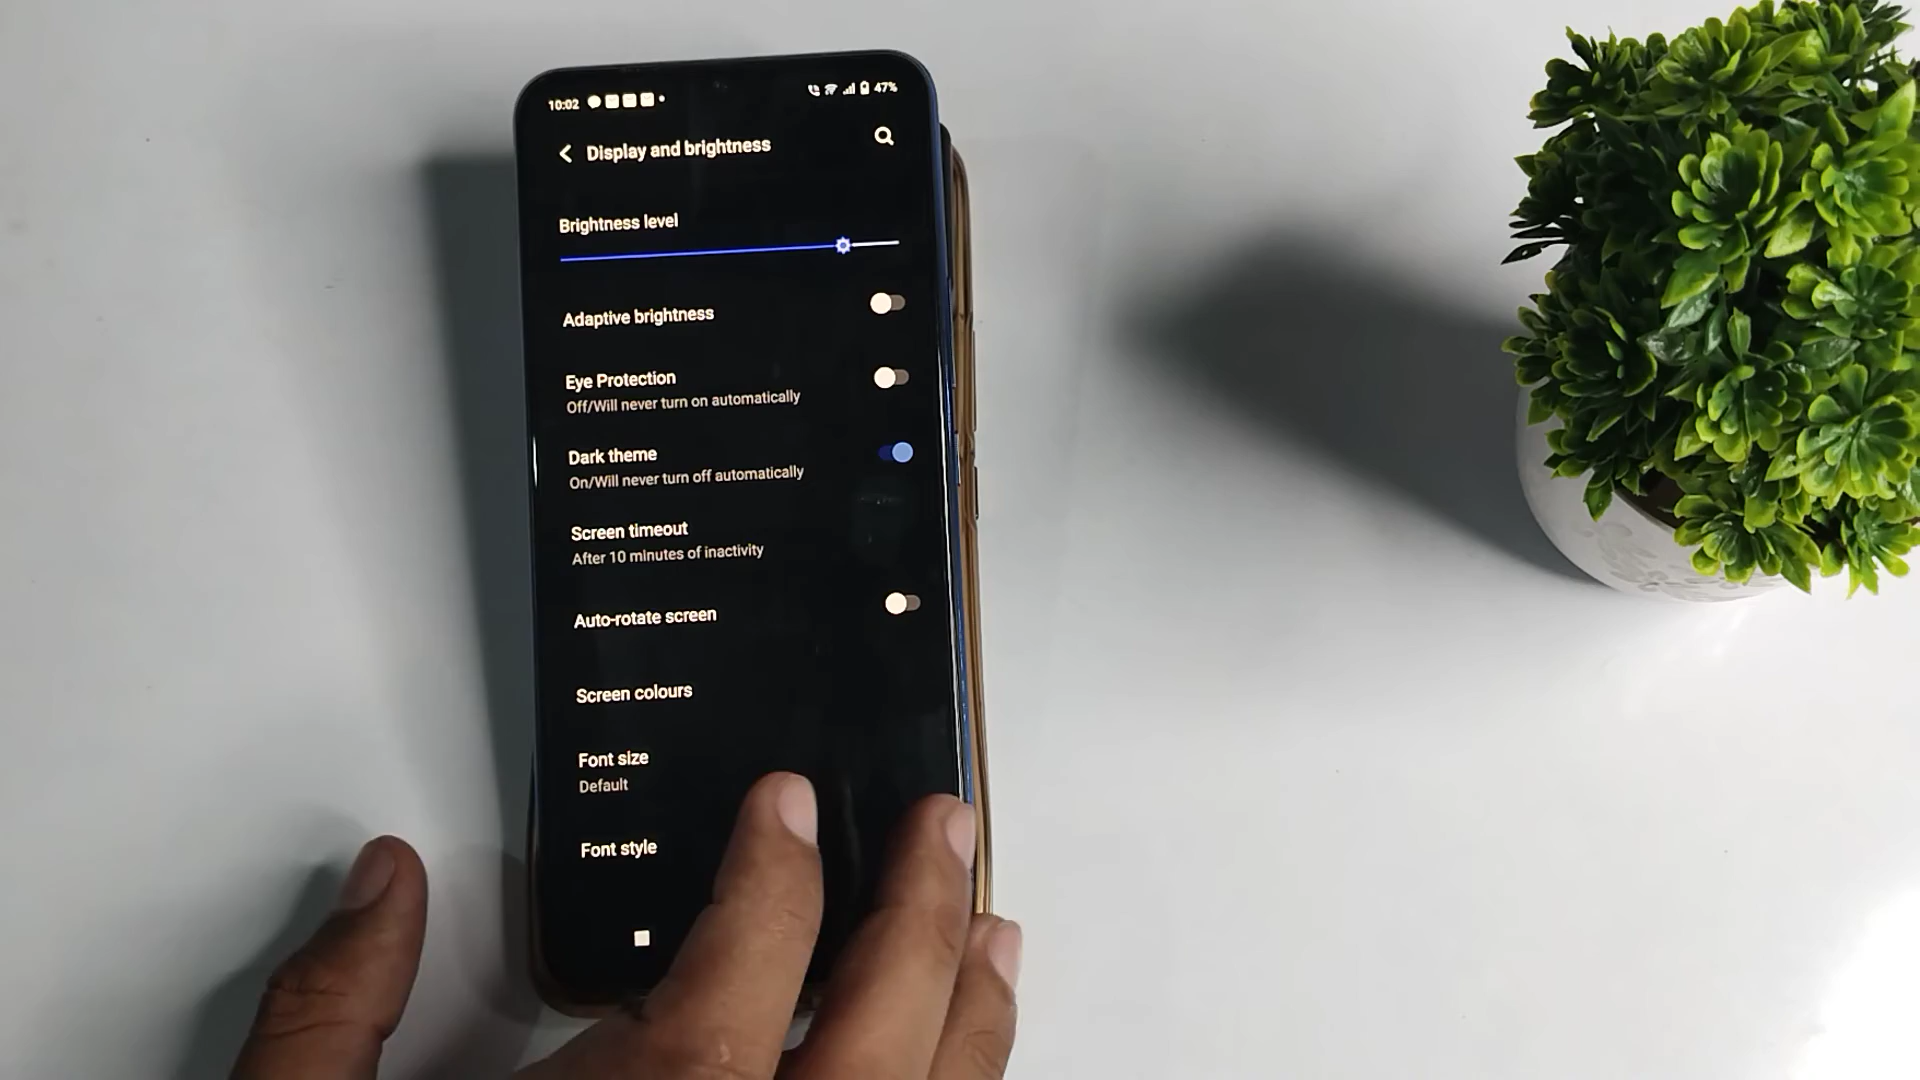 10:02
47%
Display and brightness
Brightness level
Adaptive brightness
Eye Protection
Off/Will never turn on automatically
Dark theme
On/Will never turn off automatically
Screen timeout
After 10 minutes of inactivity
Auto-rotate screen
Screen colours
Font size
Default
Font style